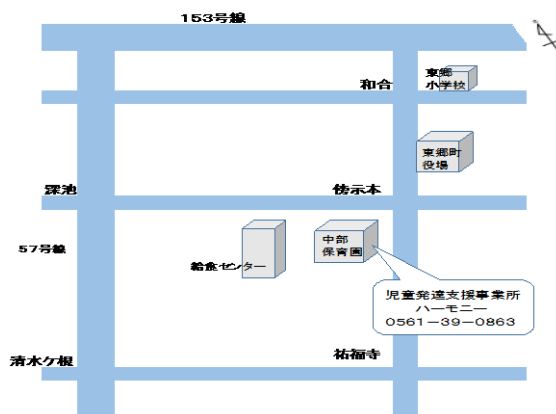 153号線
和合
東郷
小学校
東郷町
役場
深池
傍示本
57号線
給食センター
中部
保育園
児童発達支援事業所
ハーモニー
0561－39－0863
清水ケ根
祐福寺